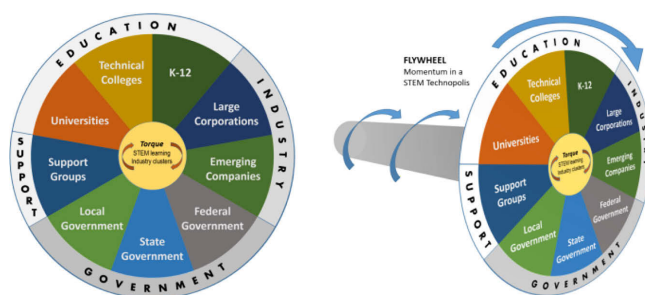 EDUCATION
INDUSTRY
GOVERNMENT
SUPPORT
Technical
Colleges
K-12
Large
Corporations
Emerging
Companies
Federal
Government
State
Government
Local
Government
Support
Groups
Universities
Torque
STEM learning
Industry clusters
FLYWHEEL
Momentum in a
STEM Technopolis
EDUCATION
INDUSTRY
GOVERNMENT
SUPPORT
Technical
Colleges
K-12
Large
Corporations
Emerging
Companies
Federal
Government
State
Government
Local
Government
Support
Groups
Universities
Torque
STEM learning
Industry clusters